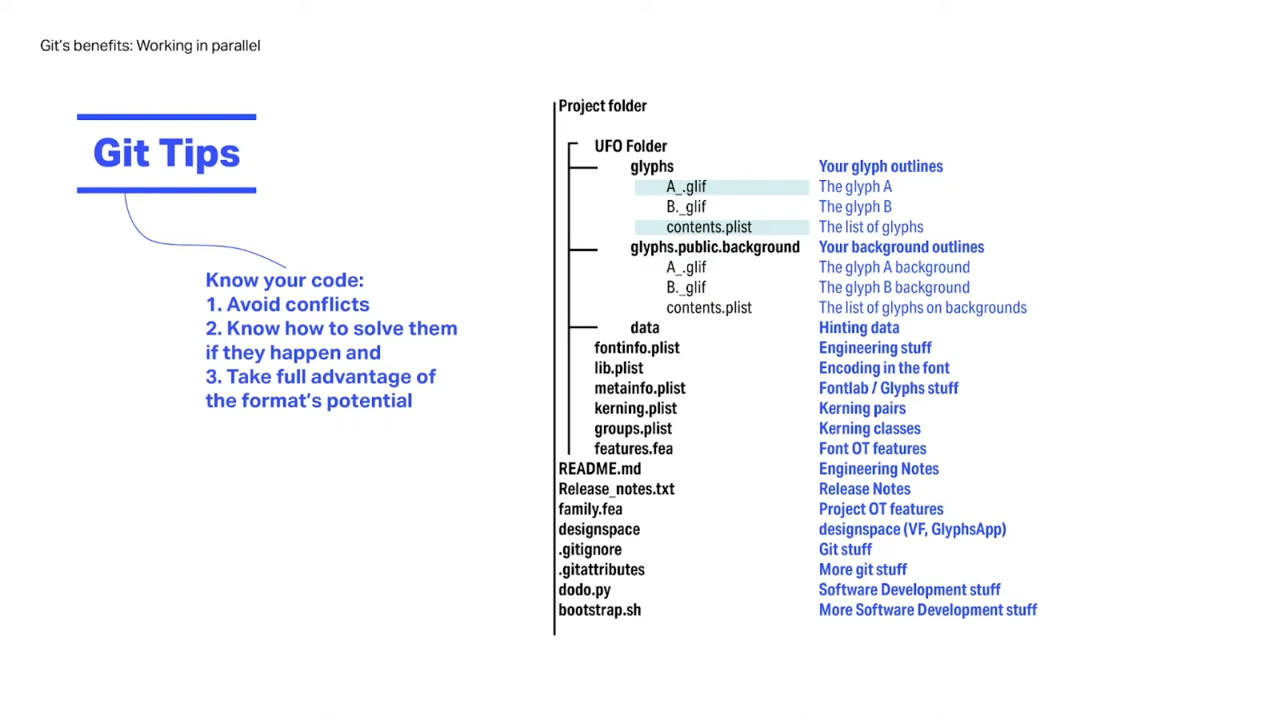 Git's benefits: Working in parallel
Git Tips
Know your code:
1. Avoid conflicts
2. Know how to solve them
if they happen and
3. Take full advantage of
the format's potential
Project folder
UFO Folder
glyphs Your glyph outlines
A_.glif The glyph A
B._glif The glyph B
contents.plist The list of glyphs
glyphs.public.background Your background outlines
A_.glif The glyph A background
B._glif The glyph B background
contents.plist The list of glyphs on backgrounds
data Hinting data
fontinfo.plist Engineering stuff
lib.plist Encoding in the font
metainfo.plist Fontlab / Glyphs stuff
kerning.plist Kerning pairs
groups.plist Kerning classes
features.fea Font OT features
README.md Engineering Notes
Release_notes.txt Release Notes
family.fea Project OT features
designspace designspace (VF, GlyphsApp)
.gitignore Git stuff
.gitattributes More git stuff
dodo.py Software Development stuff
bootstrap.sh More Software Development stuff